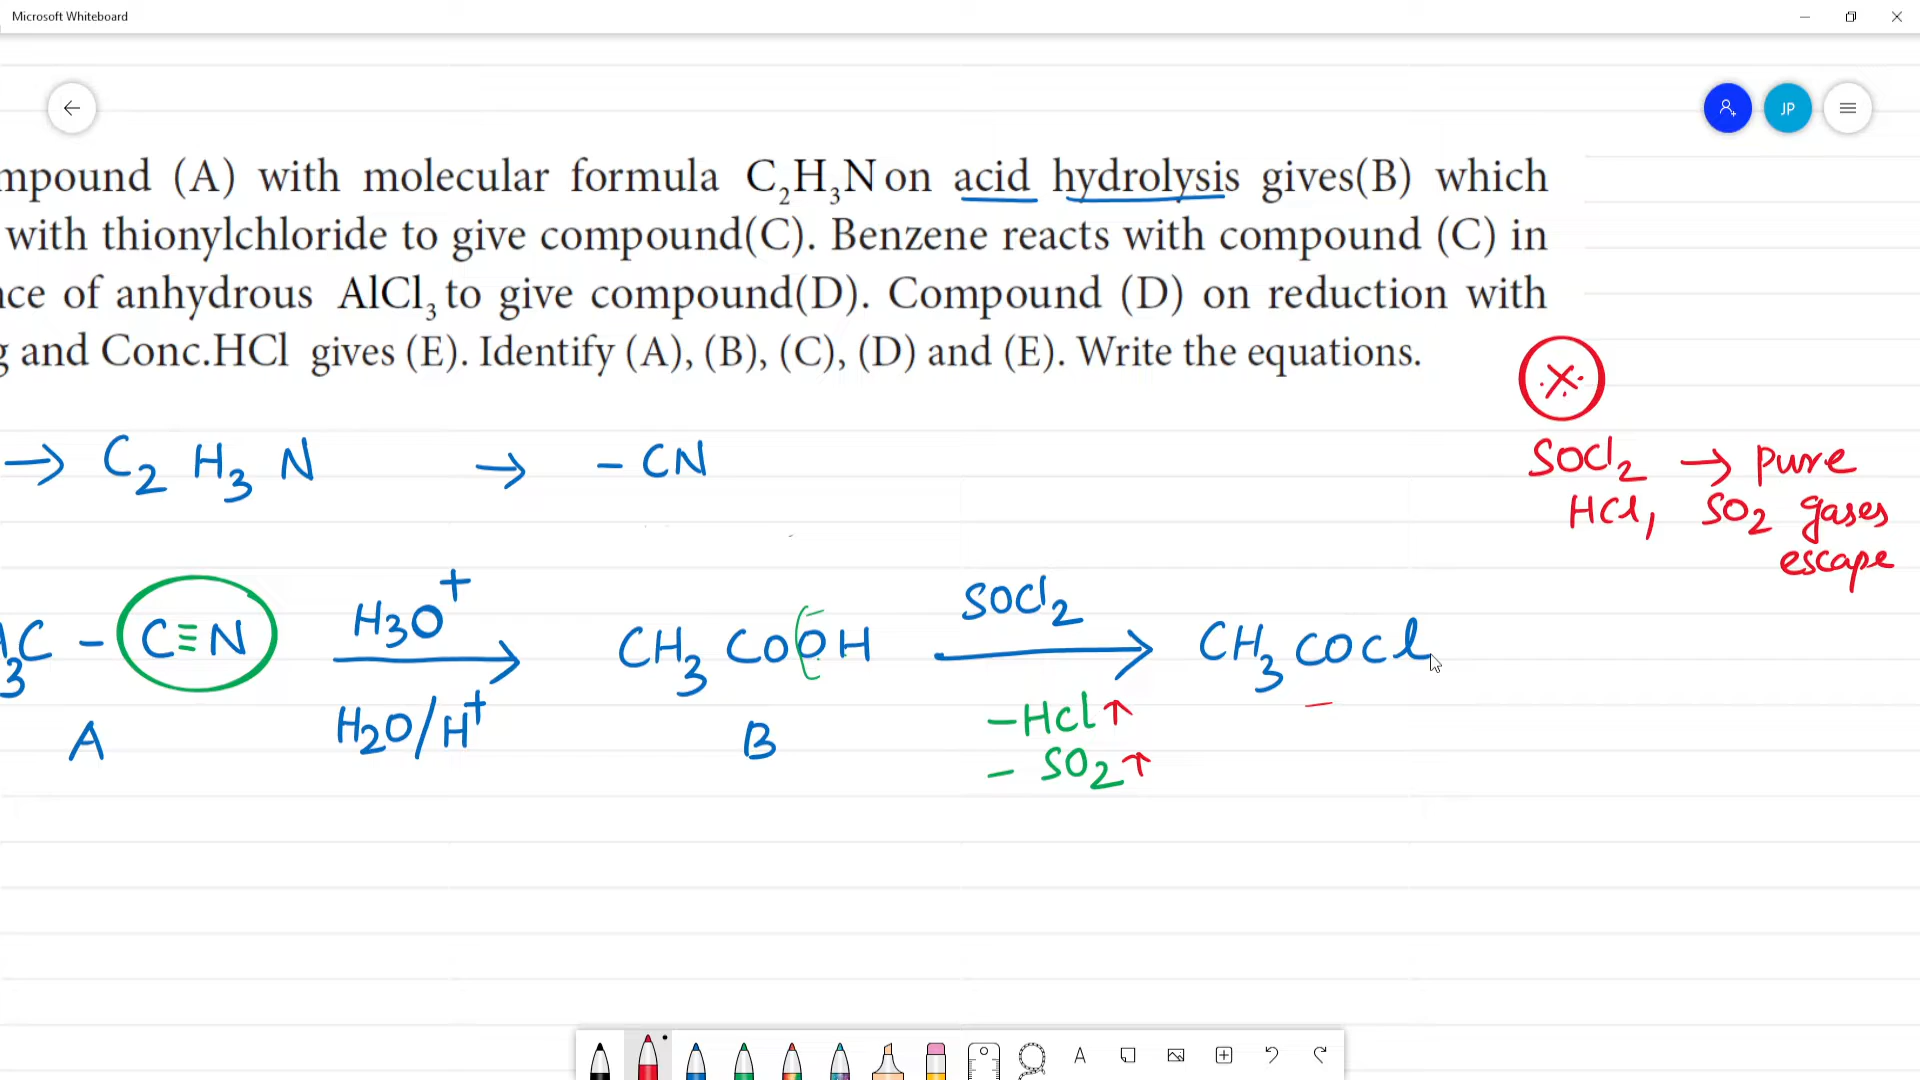 Microsoft Whiteboard
JP
mpound (A) with molecular formula C₂H₃N on acid hydrolysis gives(B) which
with thionylchloride to give compound(C). Benzene reacts with compound (C) in
nce of anhydrous AlCl₃ to give compound(D). Compound (D) on reduction with
g and Conc.HCl gives (E). Identify (A), (B), (C), (D) and (E). Write the equations.
→ C₂ H₃ N → – CN
SOCl₂ → pure
HCl, SO₂ gases
escape
H₃C – C≡N H3O⁺ CH₃ COOH SOCl₂ CH₃ COCl
H₂O/H⁺ – HCl↑
A B – SO₂↑
A